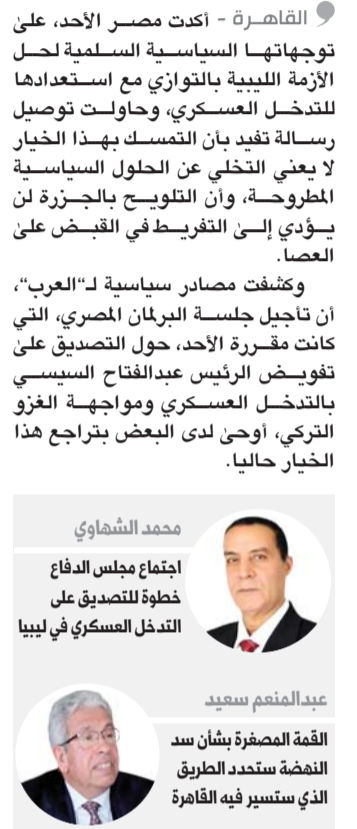 القاهرة - أكدت مصر الأحد، على
توجهاتها السياسية السلمية لحل
الأزمة الليبية بالتوازي مع استعدادها
للتدخل العسكري، وحاولت توصيل
رسالة تفيد بأن التمسك بهذا الخيار
لا يعني التخلي عن الحلول السياسية
المطروحة، وأن التلويح بالجزرة لن
يؤدي إلى التفريط في القبض على
العصا.
وكشفت مصادر سياسية لـ“العرب”،
أن تأجيل جلسة البرلمان المصري، التي
كانت مقررة الأحد، حول التصديق على
تفويض الرئيس عبدالفتاح السيسي
بالتدخل العسكري ومواجهة الغزو
التركي، أوحى لدى البعض بتراجع هذا
الخيار حاليا.
محمد الشهاوي
اجتماع مجلس الدفاع
خطوة للتصديق على
التدخل العسكري في ليبيا
عبدالمنعم سعيد
القمة المصغرة بشأن سد
النهضة ستحدد الطريق
الذي ستسير فيه القاهرة